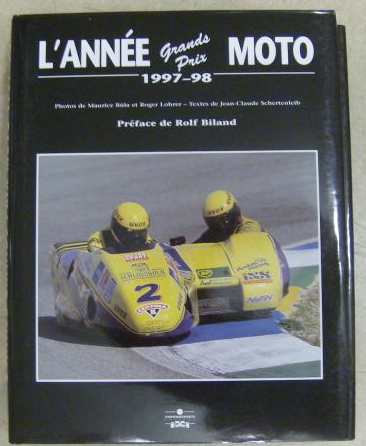 L'ANNÉE Grands Prix MOTO
1997-98
Photos de Maurice Büla et Roger Lohrer – Textes de Jean-Claude Schertenleib
Préface de Rolf Biland
2